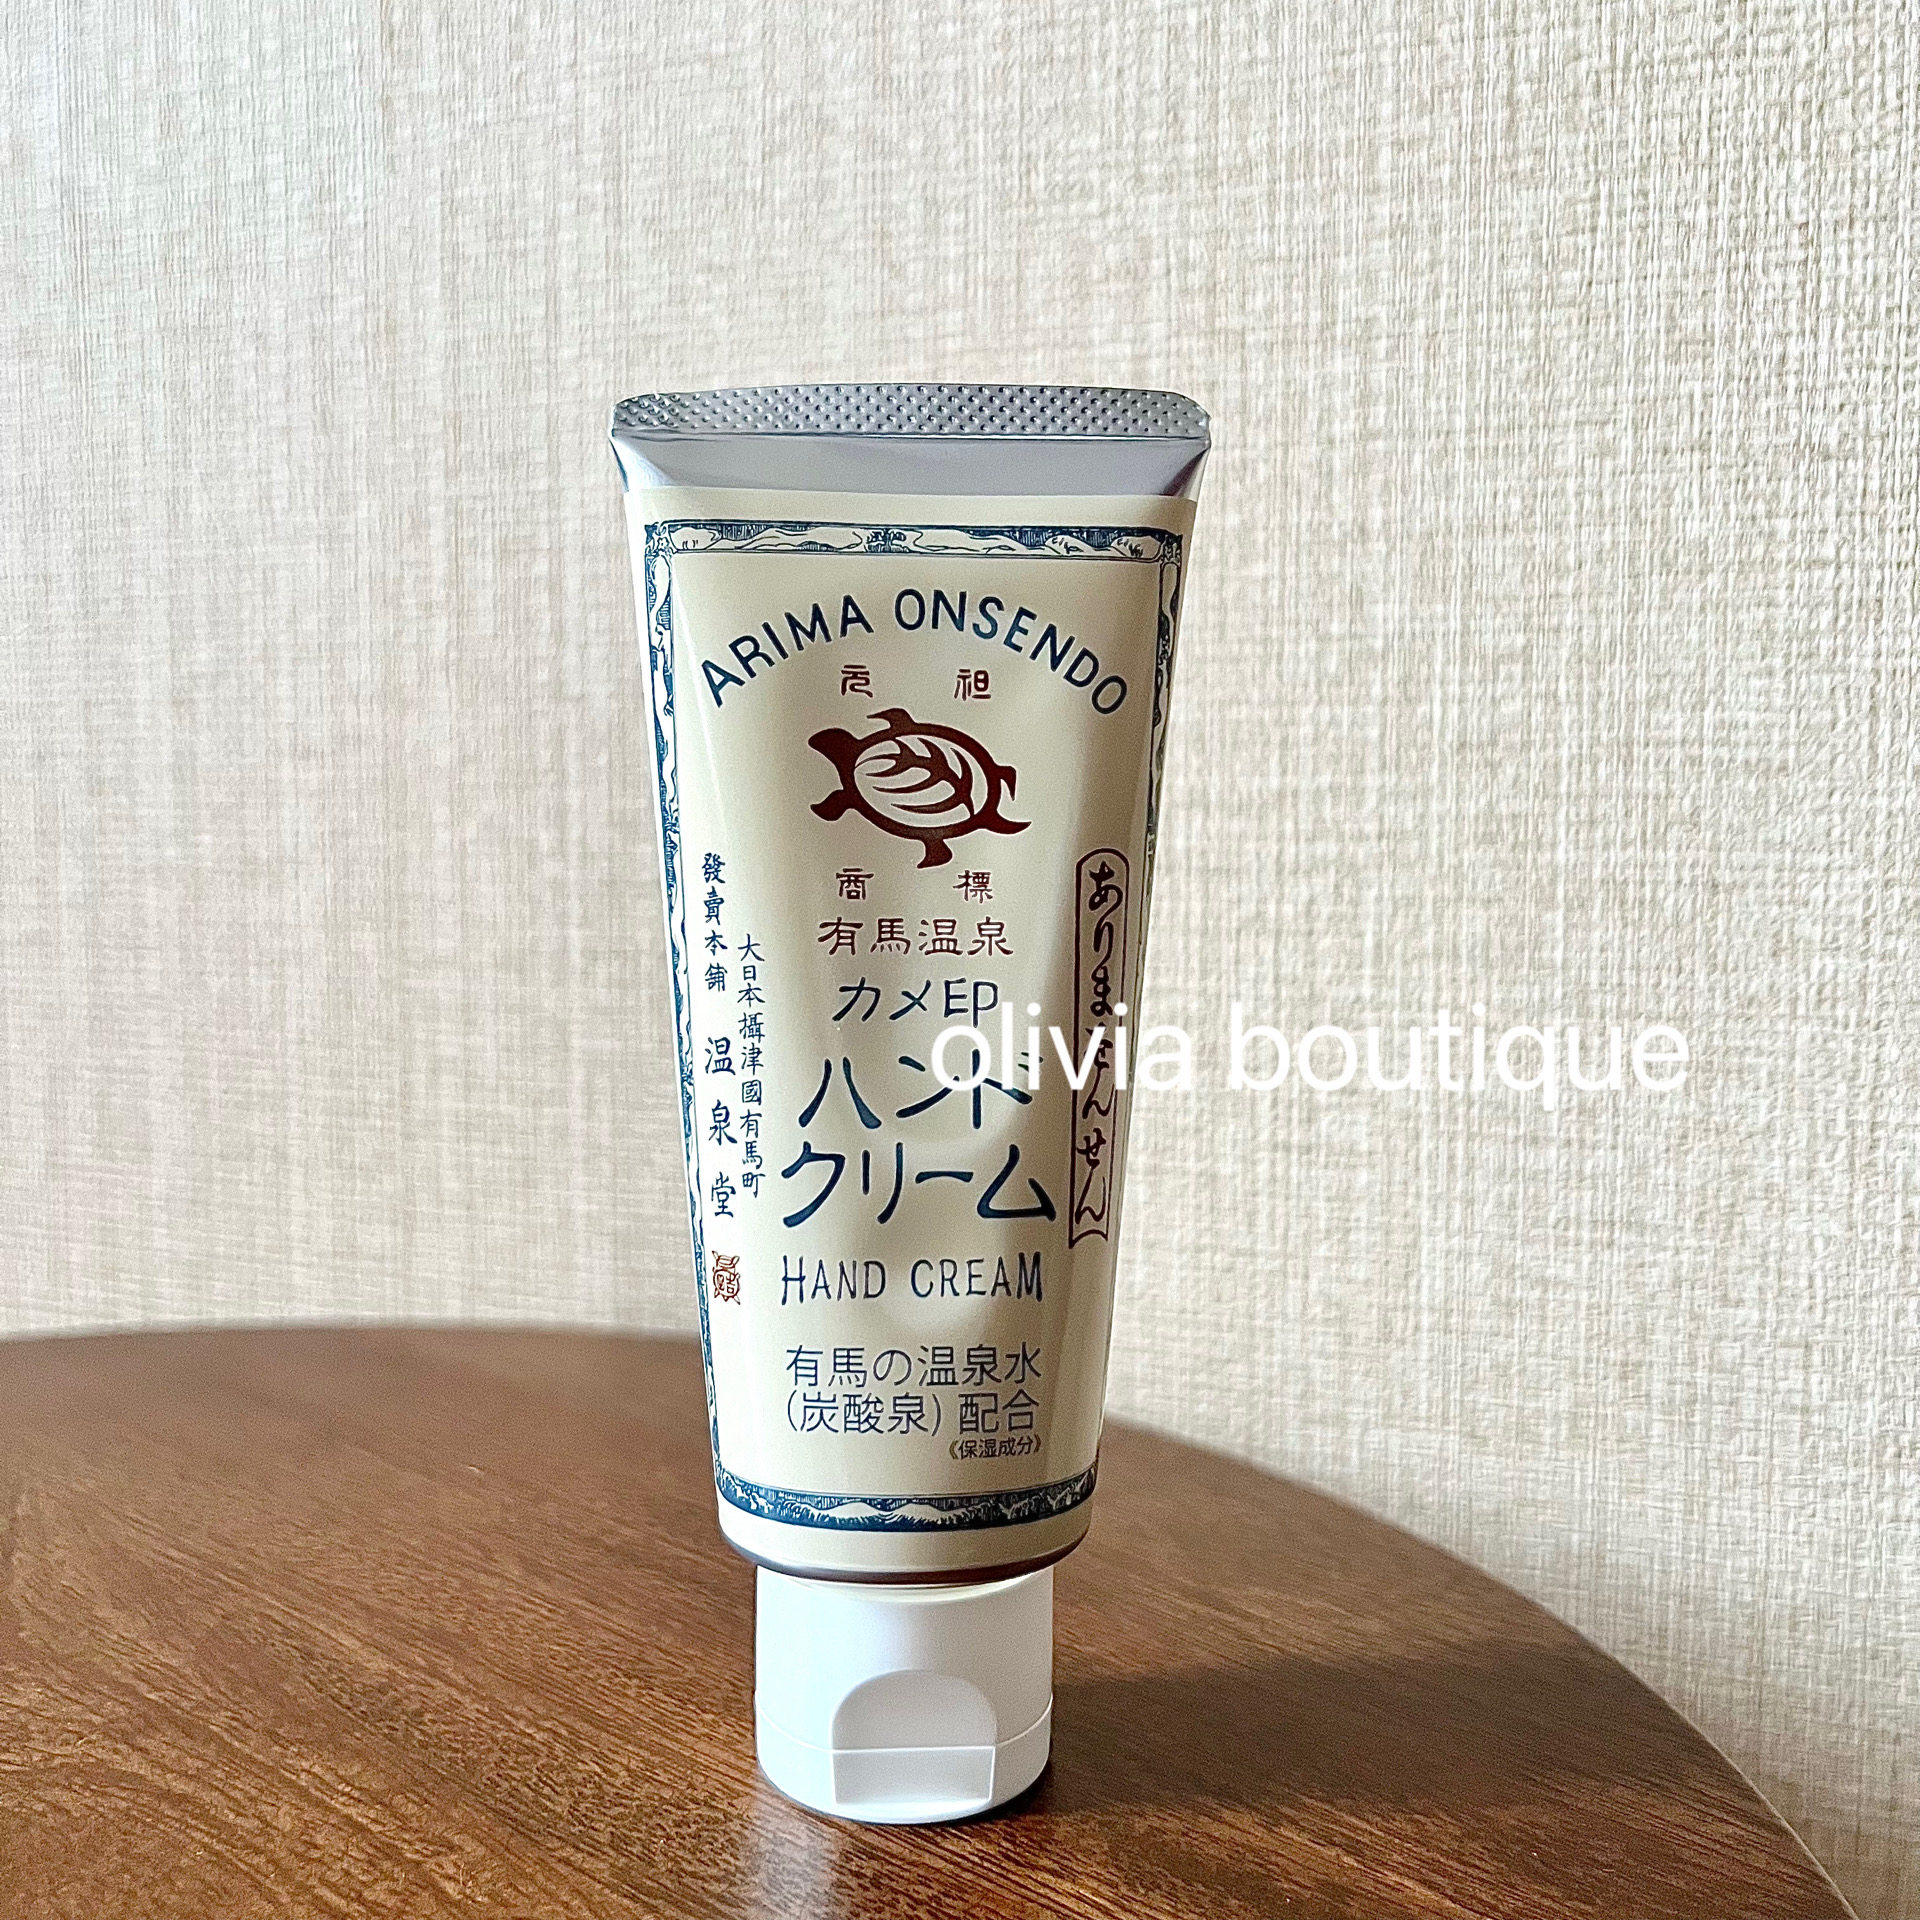 ARIMA ONSENDO
元祖
商標
有馬温泉
カメ印
ハンド
クリーム
HAND CREAM
有馬の温泉水
(炭酸泉)配合
《保湿成分》
ありまをんせん
大日本攝津國有馬町
發賣本舗 温泉堂
olivia boutique